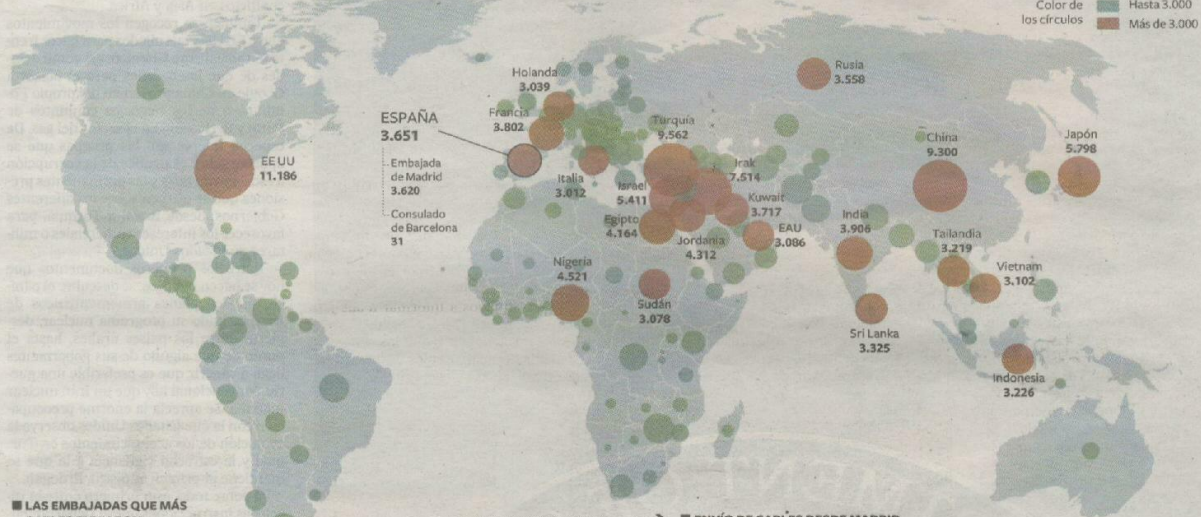 Color de
los círculos
Hasta 3.000
Más de 3.000
Rusia
3.558
Holanda
3.039
Francia
3.802
ESPAÑA
3.651
Embajada
de Madrid
3.620
Consulado
de Barcelona
31
EE UU
11.186
Italia
3.012
Turquía
9.562
Israel
5.411
Irak
7.514
Egipto
4.164
Jordania
4.312
Kuwait
3.717
EAU
3.086
China
9.300
Japón
5.798
India
3.906
Tailandia
3.219
Vietnam
3.102
Nigeria
4.521
Sudán
3.078
Sri Lanka
3.325
Indonesia
3.226
LAS EMBAJADAS QUE MÁS
DESDE MADRID